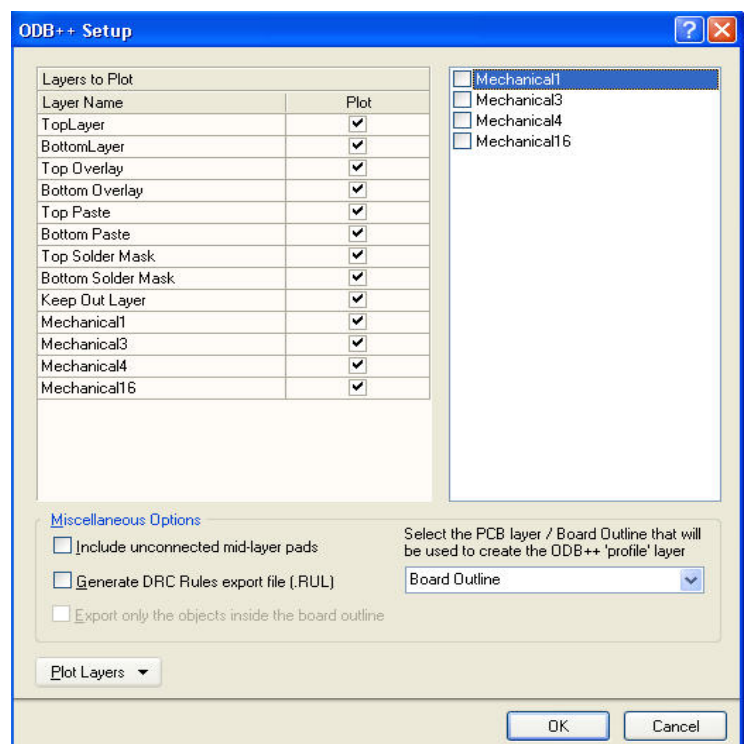 ODB++ Setup
Layers to Plot
Layer Name Plot
TopLayer
BottomLayer
Top Overlay
Bottom Overlay
Top Paste
Bottom Paste
Top Solder Mask
Bottom Solder Mask
Keep Out Layer
Mechanical1
Mechanical3
Mechanical4
Mechanical16
Mechanical1
Mechanical3
Mechanical4
Mechanical16
Miscellaneous Options
Include unconnected mid-layer pads
Generate DRC Rules export file (.RUL)
Export only the objects inside the board outline
Select the PCB layer / Board Outline that will
be used to create the ODB++ 'profile' layer
Board Outline
Plot Layers
OK Cancel